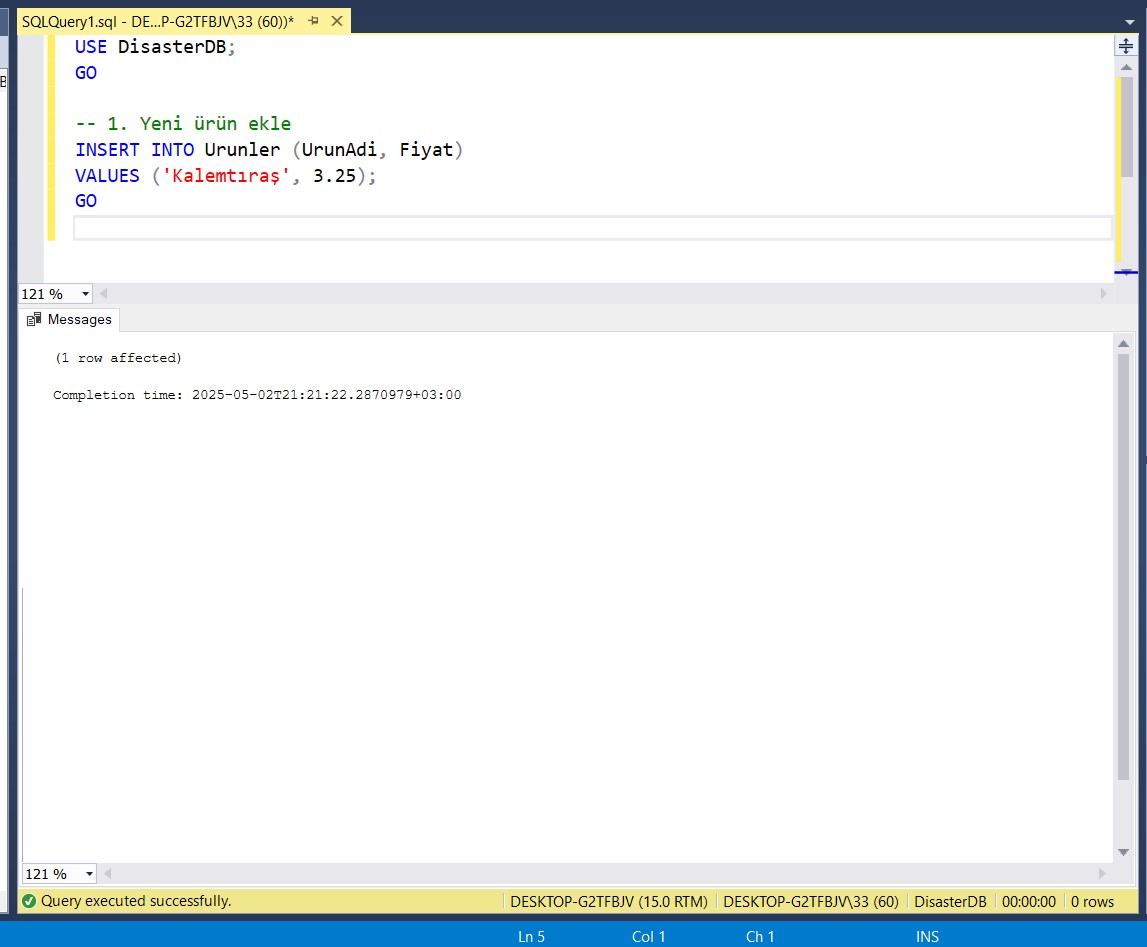 SQLQuery1.sql - DE...P-G2TFBJV\33 (60))*
USE DisasterDB;
GO
-- 1. Yeni ürün ekle
INSERT INTO Urunler (UrunAdi, Fiyat)
VALUES ('Kalemtıraş', 3.25);
GO
121 %
Messages
(1 row affected)
Completion time: 2025-05-02T21:21:22.2870979+03:00
121 %
Query executed successfully. DESKTOP-G2TFBJV (15.0 RTM) DESKTOP-G2TFBJV\33 (60) DisasterDB 00:00:00 0 rows
Ln 5 Col 1 Ch 1 INS